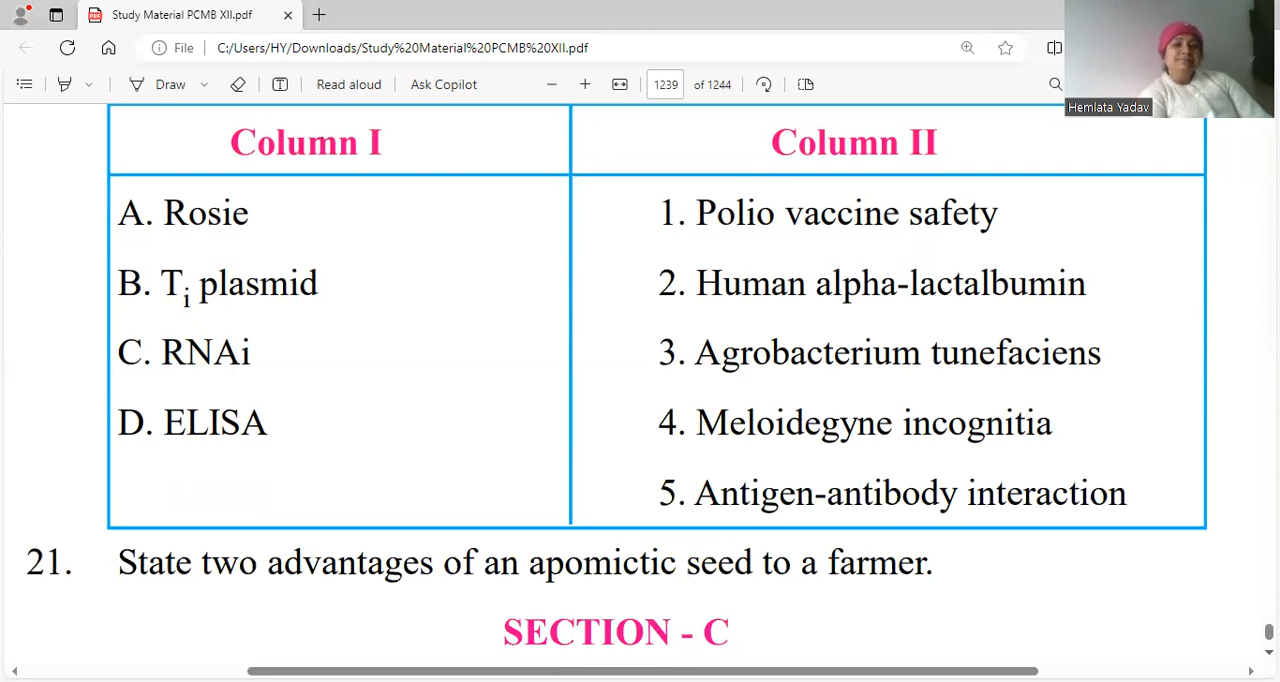 Study Material PCMB XII.pdf
File
C:/Users/HY/Downloads/Study%20Material%20PCMB%20XII.pdf
Draw
Read aloud
Ask Copilot
1239 of 1244
Hemlata Yadav
Column I
Column II
A. Rosie
1. Polio vaccine safety
B. Ti plasmid
2. Human alpha-lactalbumin
C. RNAi
3. Agrobacterium tunefaciens
D. ELISA
4. Meloidegyne incognitia
5. Antigen-antibody interaction
21. State two advantages of an apomictic seed to a farmer.
SECTION - C